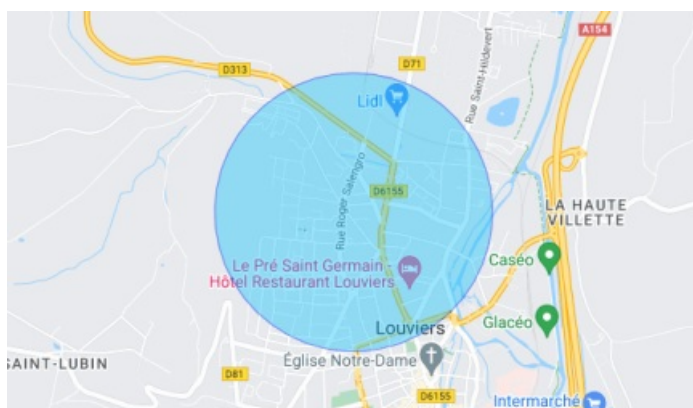 A154
D71
D313
Rue Saint-Hildevert
Lidl
Rue Roger Salengro
D6155
LA HAUTE
VILLETTE
Le Pré Saint Germain -
Hôtel Restaurant Louviers
Caséo
Glacéo
Louviers
Église Notre-Dame
SAINT-LUBIN
D81
D6155
Intermarché